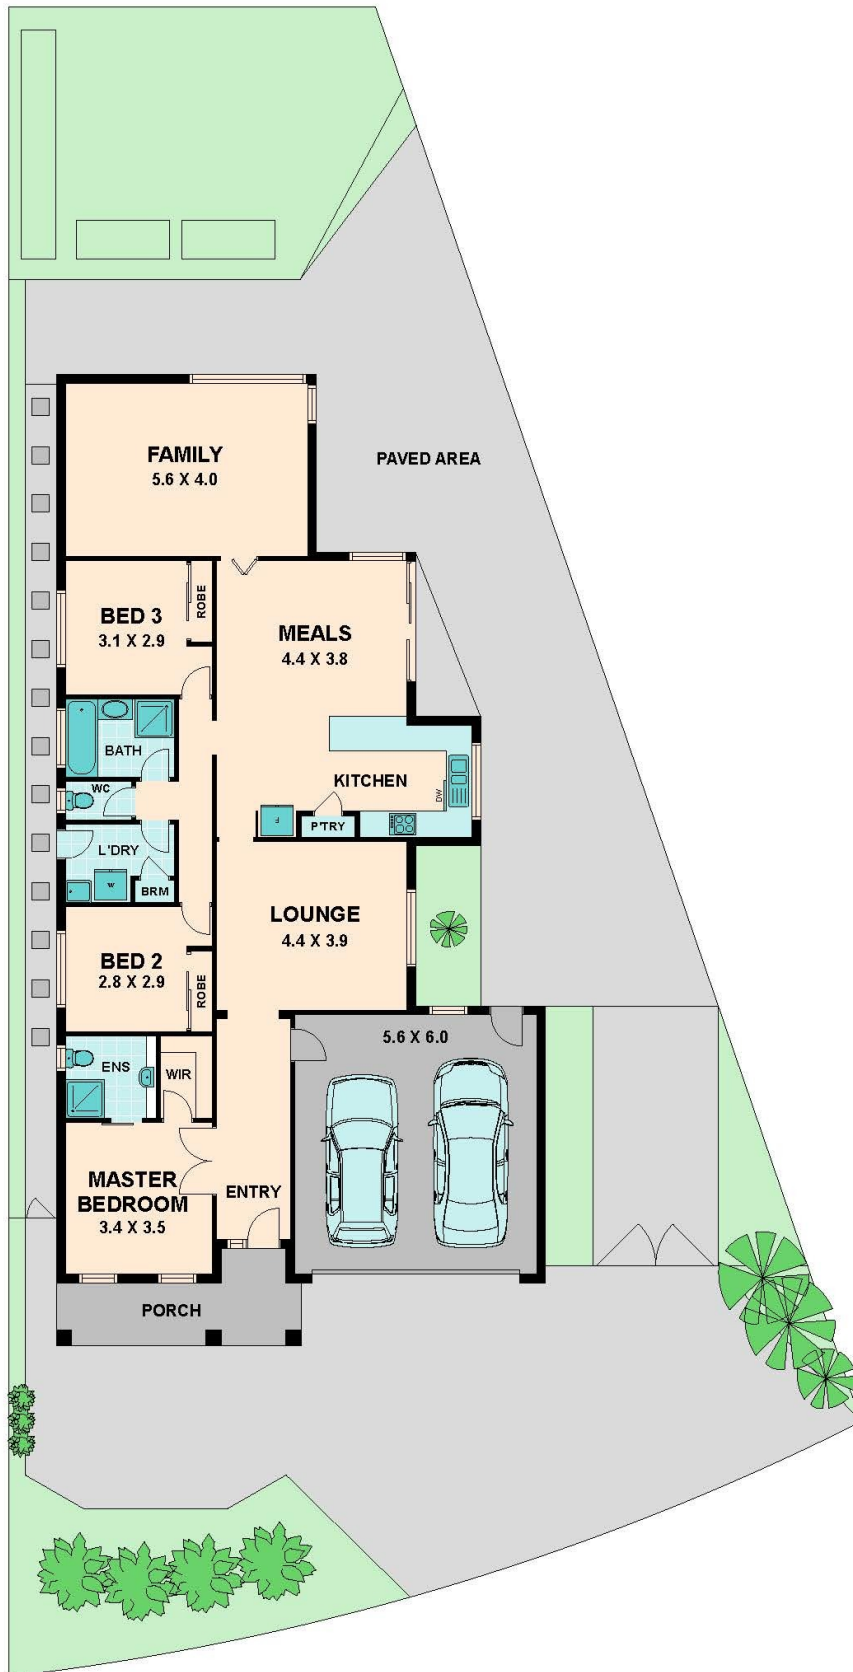 FAMILY
5.6 X 4.0
PAVED AREA
BED 3
3.1 X 2.9
ROBE
MEALS
4.4 X 3.8
BATH
KITCHEN
DW
WC
F
P'TRY
L'DRY
W
BRM
LOUNGE
4.4 X 3.9
BED 2
2.8 X 2.9
ROBE
5.6 X 6.0
ENS
WIR
MASTER
BEDROOM
3.4 X 3.5
ENTRY
PORCH